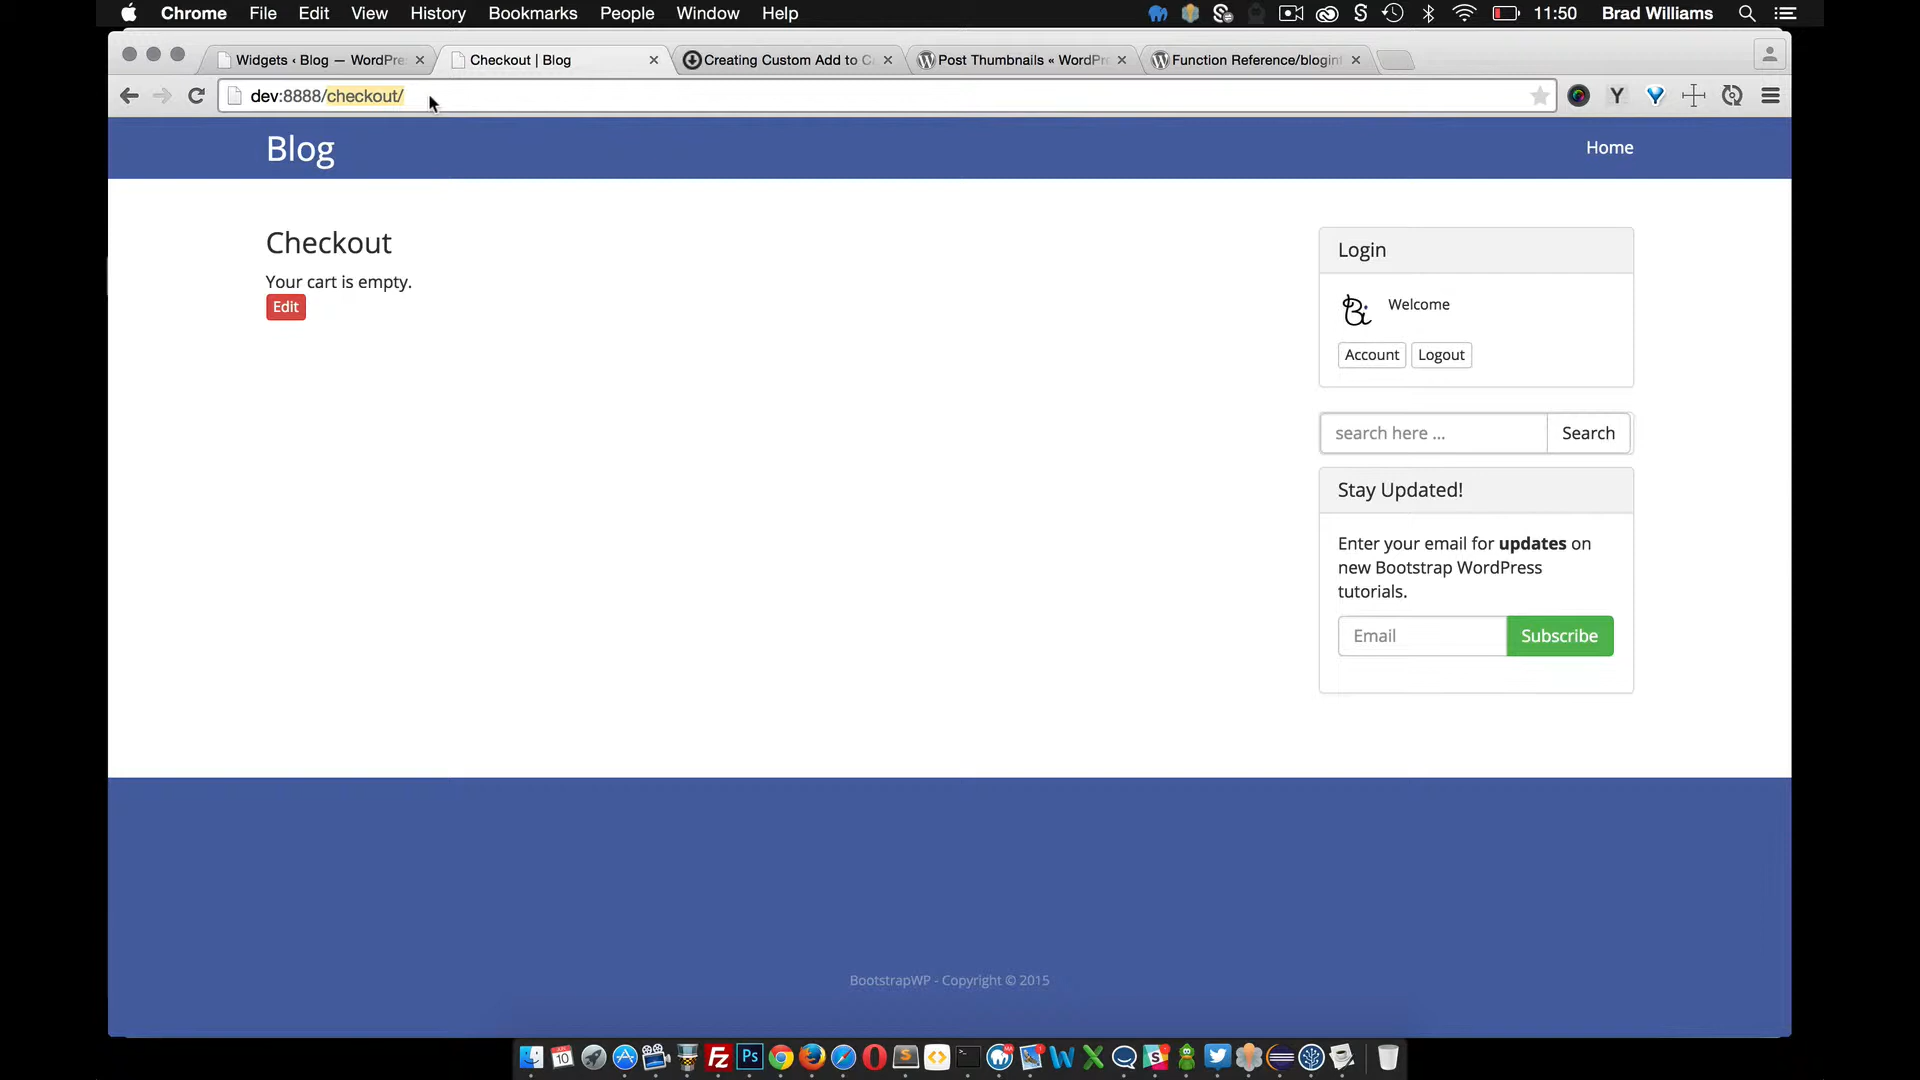 Chrome File Edit View History Bookmarks People Window Help 11:50 Brad Williams
Widgets ‹ Blog — WordPre
Checkout | Blog
Creating Custom Add to C
Post Thumbnails « WordPr
Function Reference/blogin
dev:8888/checkout/
Blog
Home
Checkout
Your cart is empty.
Edit
Login
Welcome
Account Logout
search here ... Search
Stay Updated!
Enter your email for updates on
new Bootstrap WordPress
tutorials.
Email Subscribe
BootstrapWP - Copyright © 2015